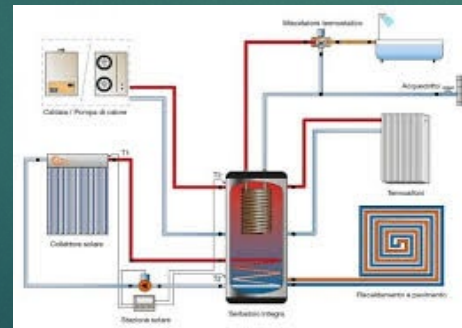 Miscelatore termostatico
Acquedotto
Caldaia / Pompa di calore
T1
T3
Termosifoni
Collettore solare
T2
Stazione solare
Serbatoio Integra
Riscaldamento a pavimento